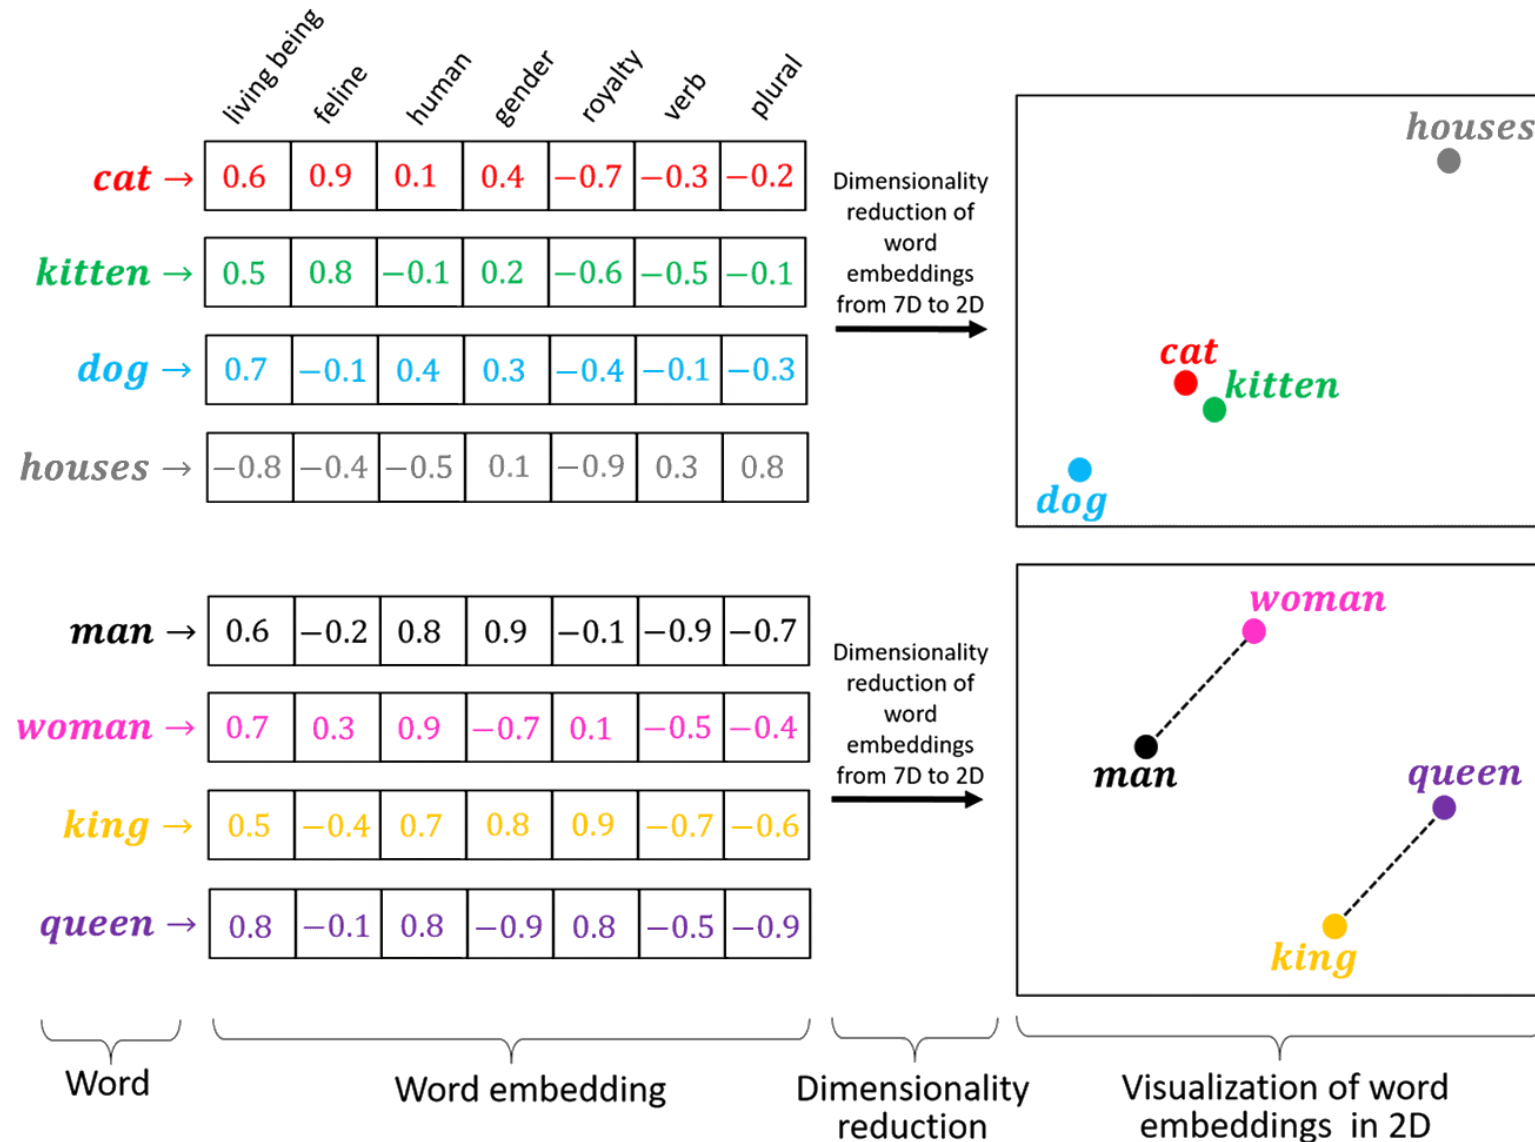 living being feline human gender royalty verb plural
cat → 0.6 0.9 0.1 0.4 −0.7 −0.3 −0.2
kitten → 0.5 0.8 −0.1 0.2 −0.6 −0.5 −0.1
dog → 0.7 −0.1 0.4 0.3 −0.4 −0.1 −0.3
houses → −0.8 −0.4 −0.5 0.1 −0.9 0.3 0.8
Dimensionality
reduction of
word
embeddings
from 7D to 2D
houses
cat
kitten
dog
man → 0.6 −0.2 0.8 0.9 −0.1 −0.9 −0.7
woman → 0.7 0.3 0.9 −0.7 0.1 −0.5 −0.4
king → 0.5 −0.4 0.7 0.8 0.9 −0.7 −0.6
queen → 0.8 −0.1 0.8 −0.9 0.8 −0.5 −0.9
Dimensionality
reduction of
word
embeddings
from 7D to 2D
woman
man
queen
king
Word
Word embedding
Dimensionality
reduction
Visualization of word
embeddings in 2D